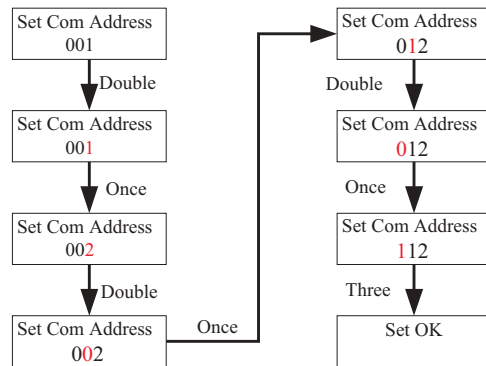 Set Com Address
001
Double
Set Com Address
001
Once
Set Com Address
002
Double
Set Com Address
002
Once
Set Com Address
012
Double
Set Com Address
012
Once
Set Com Address
112
Three
Set OK